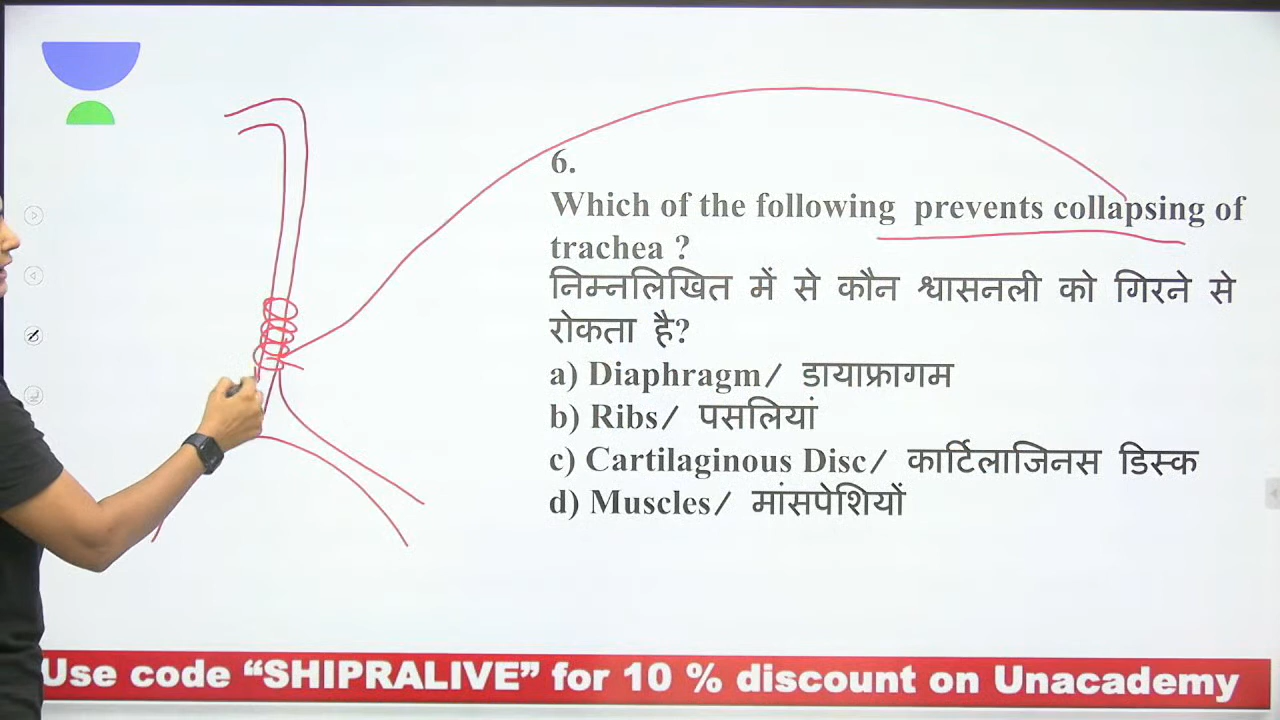 6.
Which of the following prevents collapsing of
trachea ?
निम्नलिखित में से कौन श्वासनली को गिरने से
रोकता है?
a) Diaphragm/ डायाफ्रागम
b) Ribs/ पसलियां
c) Cartilaginous Disc/ कार्टिलाजिनस डिस्क
d) Muscles/ मांसपेशियों
Use code “SHIPRALIVE” for 10 % discount on Unacademy